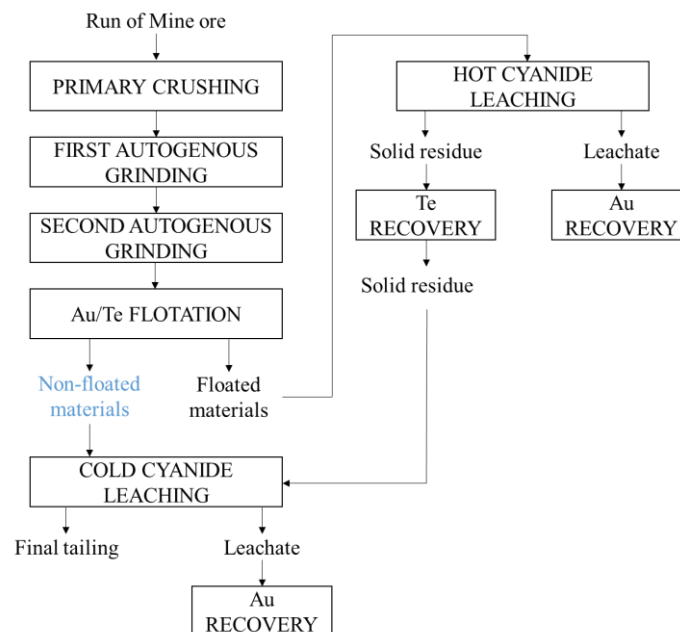 Run of Mine ore
PRIMARY CRUSHING
FIRST AUTOGENOUS
GRINDING
SECOND AUTOGENOUS
GRINDING
Au/Te FLOTATION
Non-floated
materials
Floated
materials
HOT CYANIDE
LEACHING
Solid residue
Leachate
Te
RECOVERY
Au
RECOVERY
Solid residue
COLD CYANIDE
LEACHING
Final tailing
Leachate
Au
RECOVERY